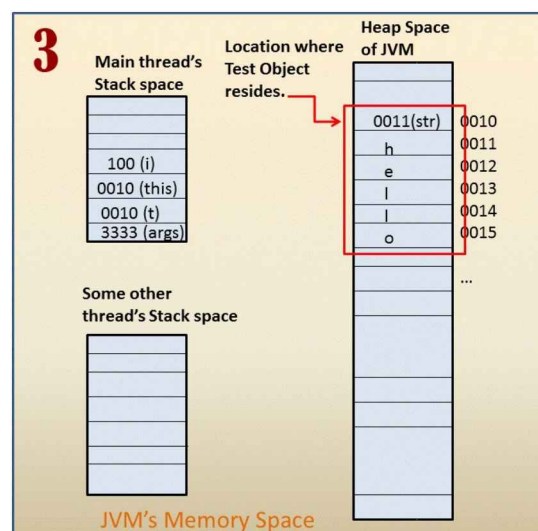 3
Main thread's
Stack space
100 (i)
0010 (this)
0010 (t)
3333 (args)
Location where
Test Object
resides.
Heap Space
of JVM
0011(str) 0010
h 0011
e 0012
l 0013
l 0014
o 0015
...
Some other
thread's Stack space
JVM's Memory Space